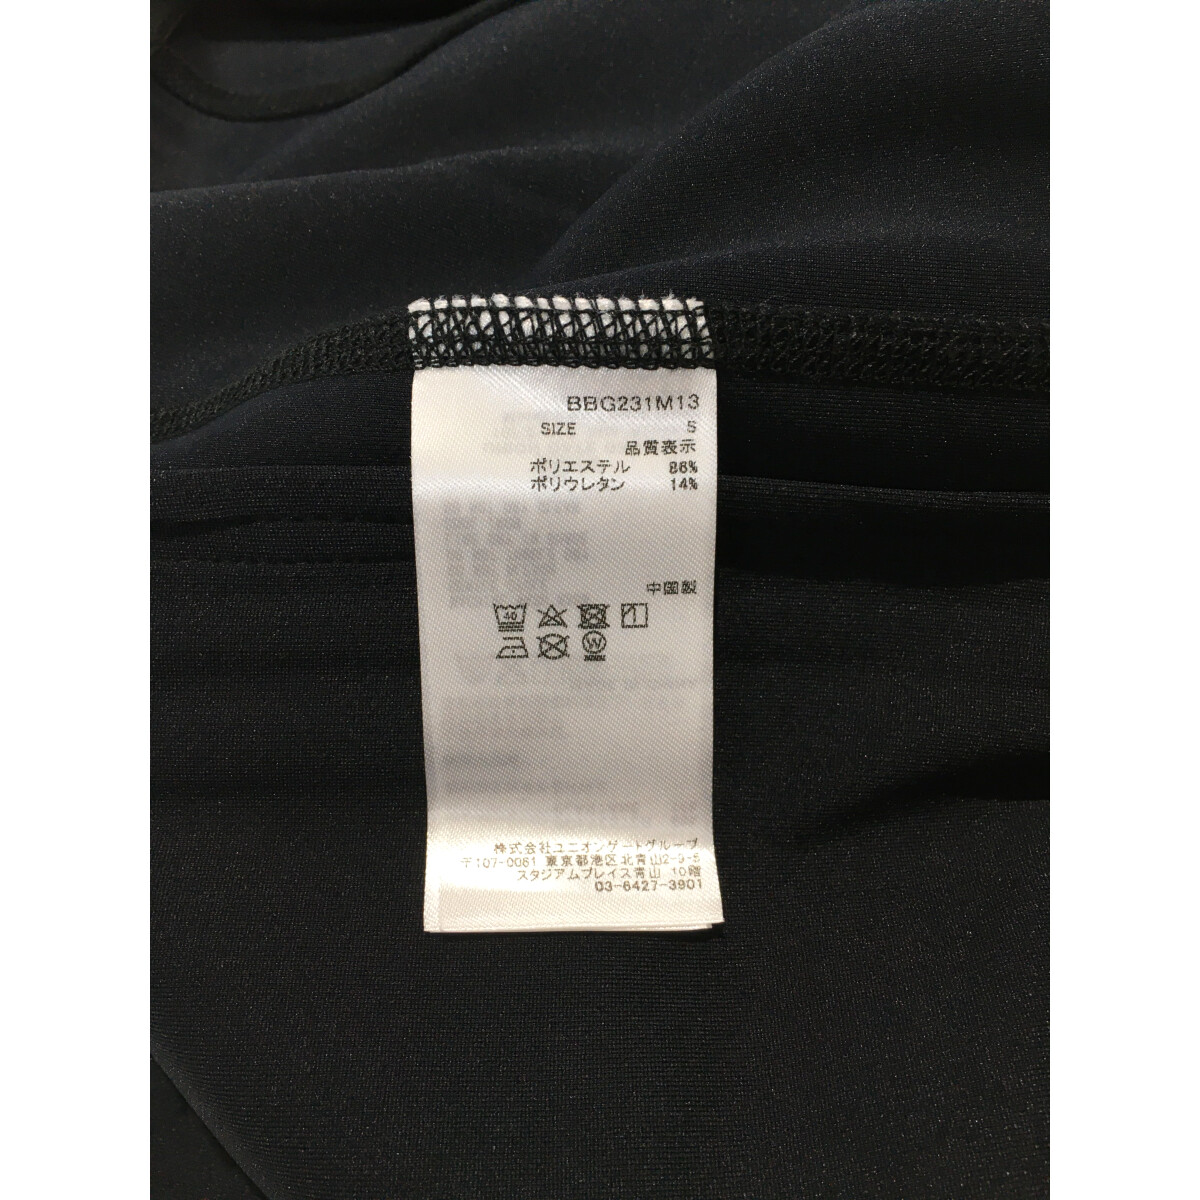 BBG231M13
SIZE S
品質表示
ポリエステル 86%
ポリウレタン 14%
中国製
40
W
株式会社ユニオンゲートグループ
〒107-0061 東京都港区北青山2-9-5
スタジアムプレイス青山 10階
03-6427-3901